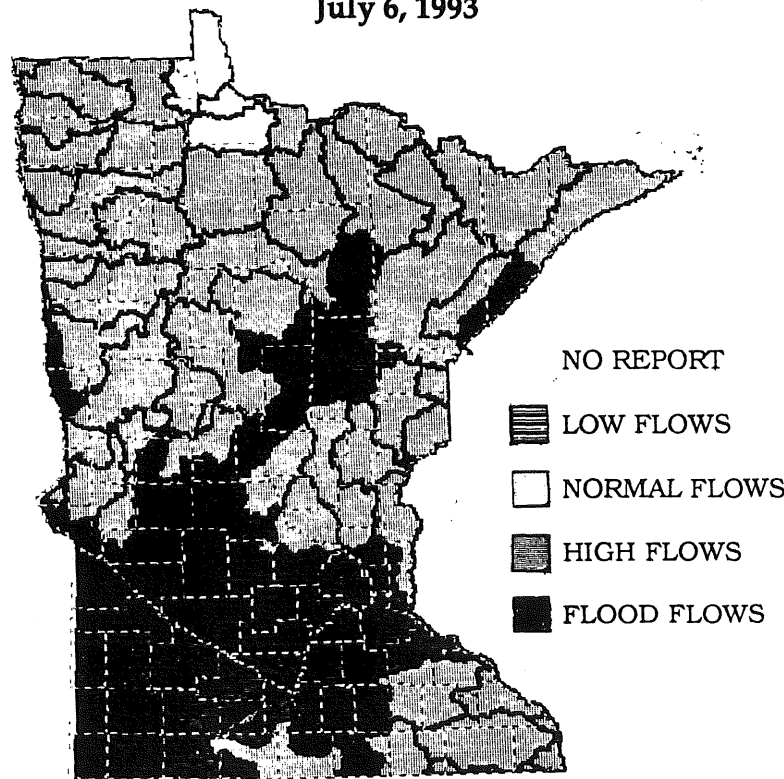 July 6, 1993
NO REPORT
LOW FLOWS
NORMAL FLOWS
HIGH FLOWS
FLOOD FLOWS